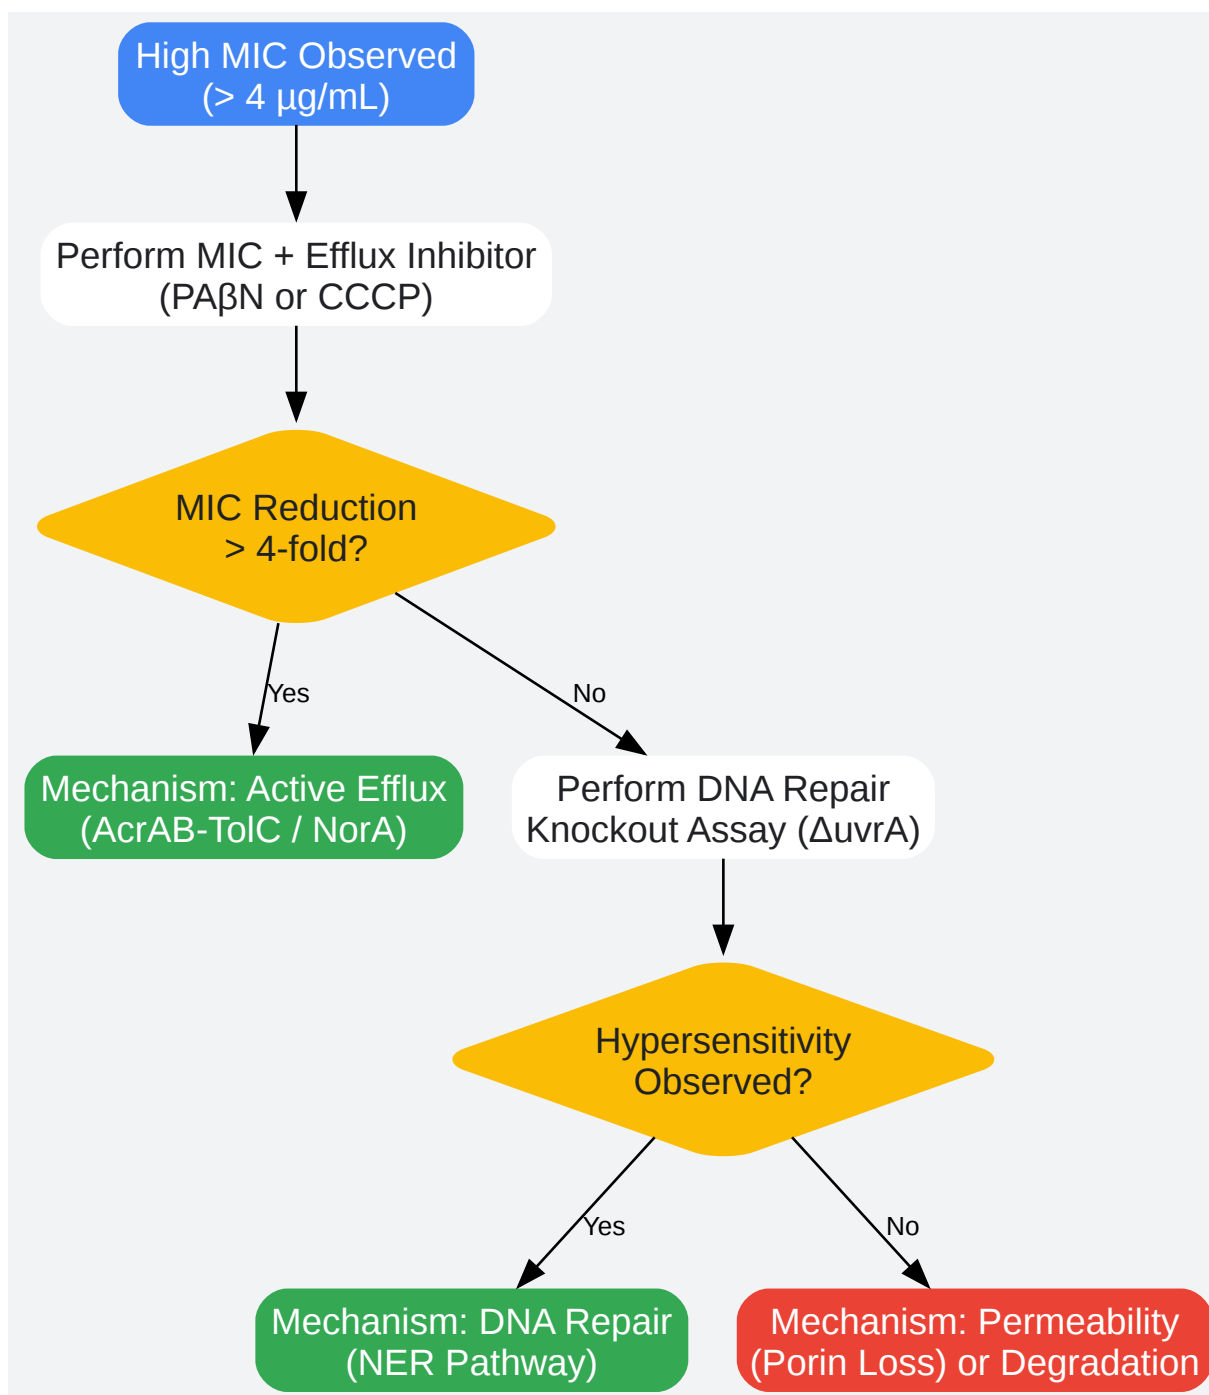 High MIC Observed
(> 4 µg/mL)
Perform MIC + Efflux Inhibitor
(PAβN or CCCP)
MIC Reduction
> 4-fold?
Yes
No
Mechanism: Active Efflux
(AcrAB-TolC / NorA)
Perform DNA Repair
Knockout Assay (ΔuvrA)
Hypersensitivity
Observed?
Yes
No
Mechanism: DNA Repair
(NER Pathway)
Mechanism: Permeability
(Porin Loss) or Degradation